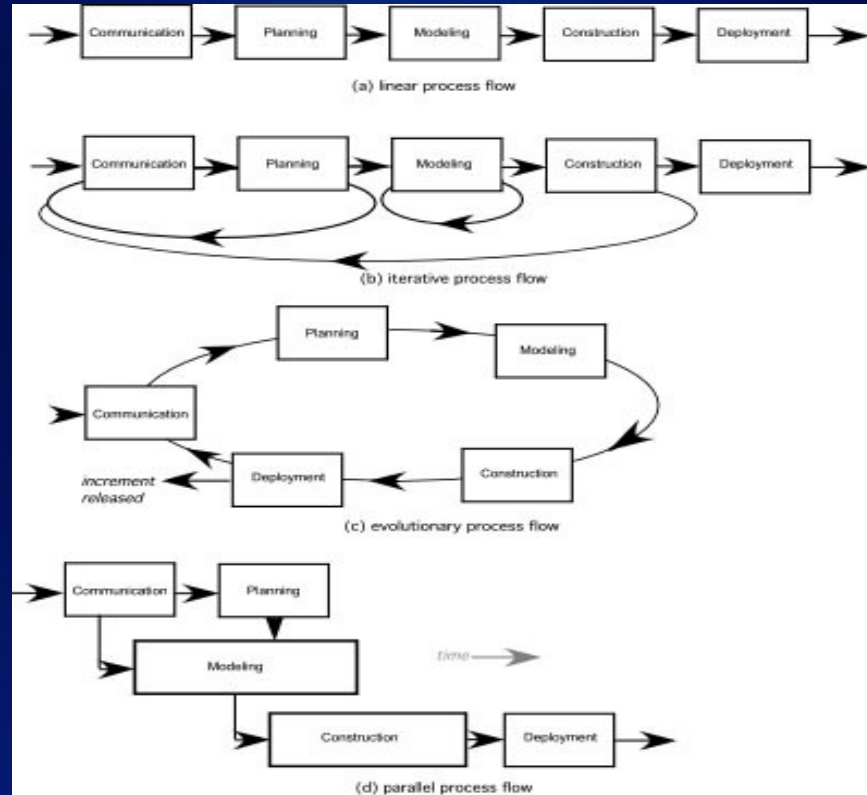 Communication Planning Modeling Construction Deployment
(a) linear process flow
Communication Planning Modeling Construction Deployment
(b) iterative process flow
Planning
Modeling
Communication
Deployment
Construction
increment
released
(c) evolutionary process flow
Communication Planning
Modeling
time
Construction Deployment
(d) parallel process flow